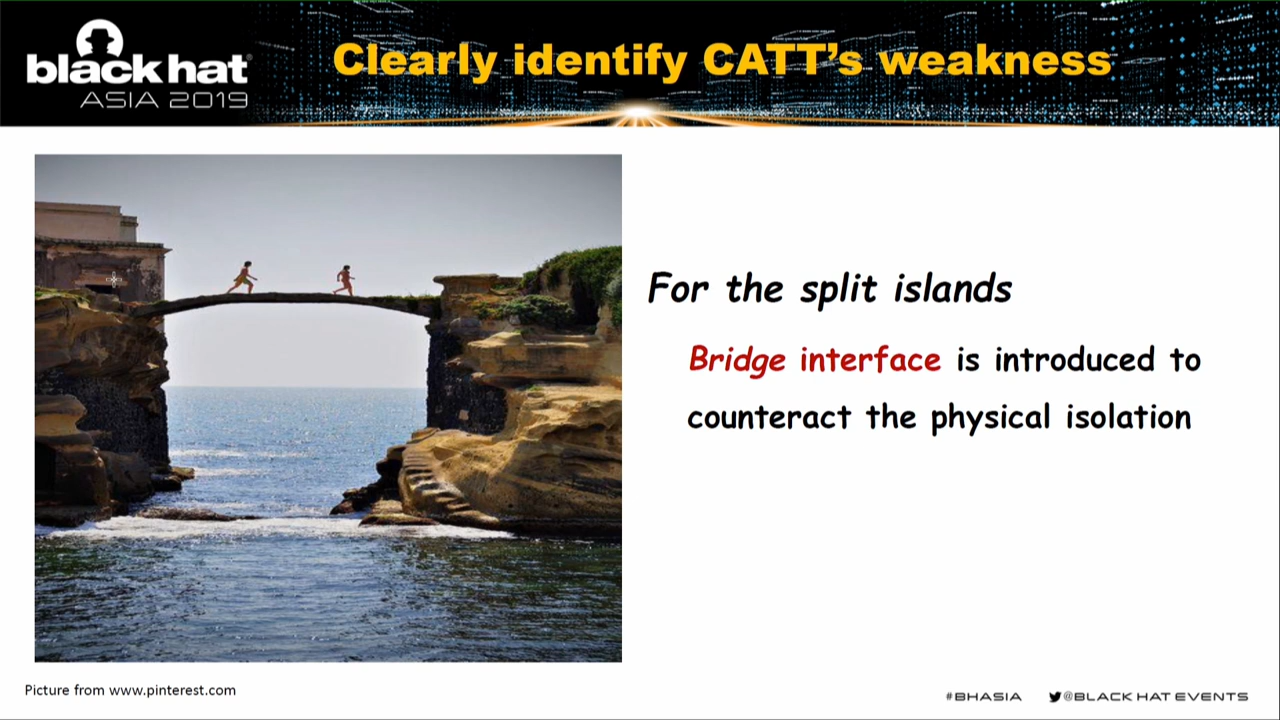 black hat
ASIA 2019
Clearly identify CATT's weakness
For the split islands
Bridge interface is introduced to
counteract the physical isolation
Picture from www.pinterest.com
#BHASIA
@BLACK HAT EVENTS